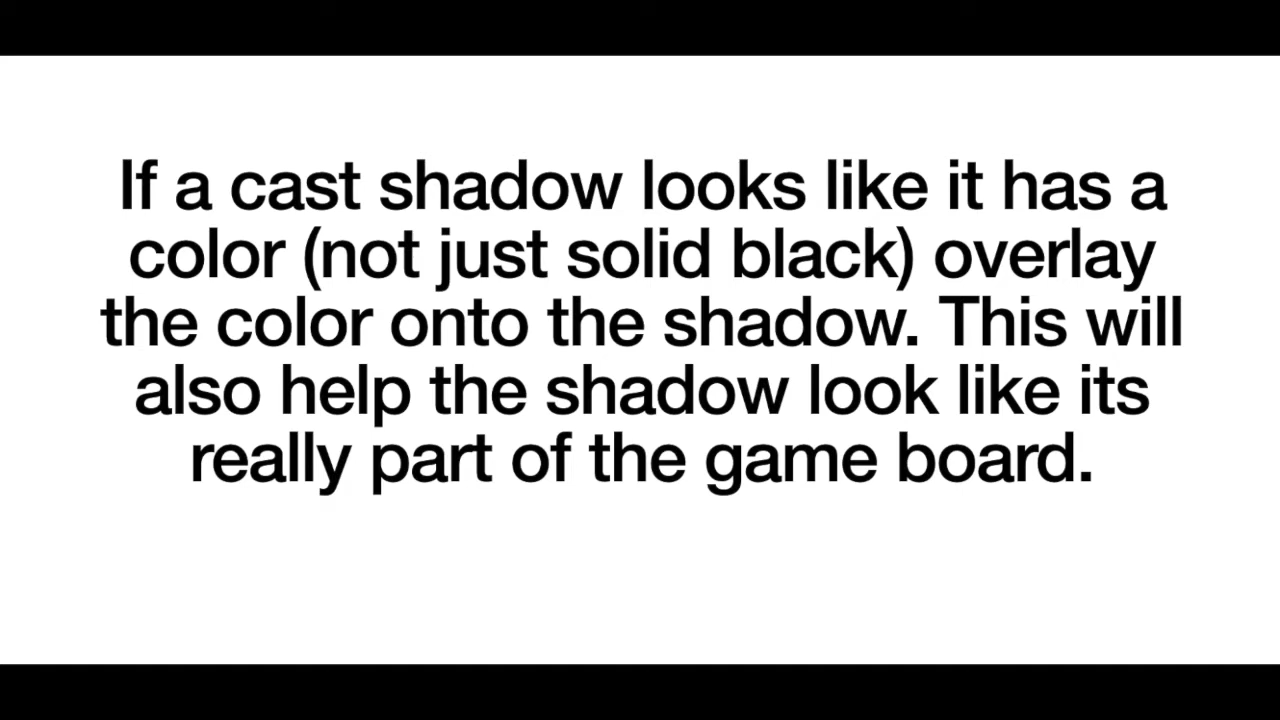 If a cast shadow looks like it has a
color (not just solid black) overlay
the color onto the shadow. This will
also help the shadow look like its
really part of the game board.